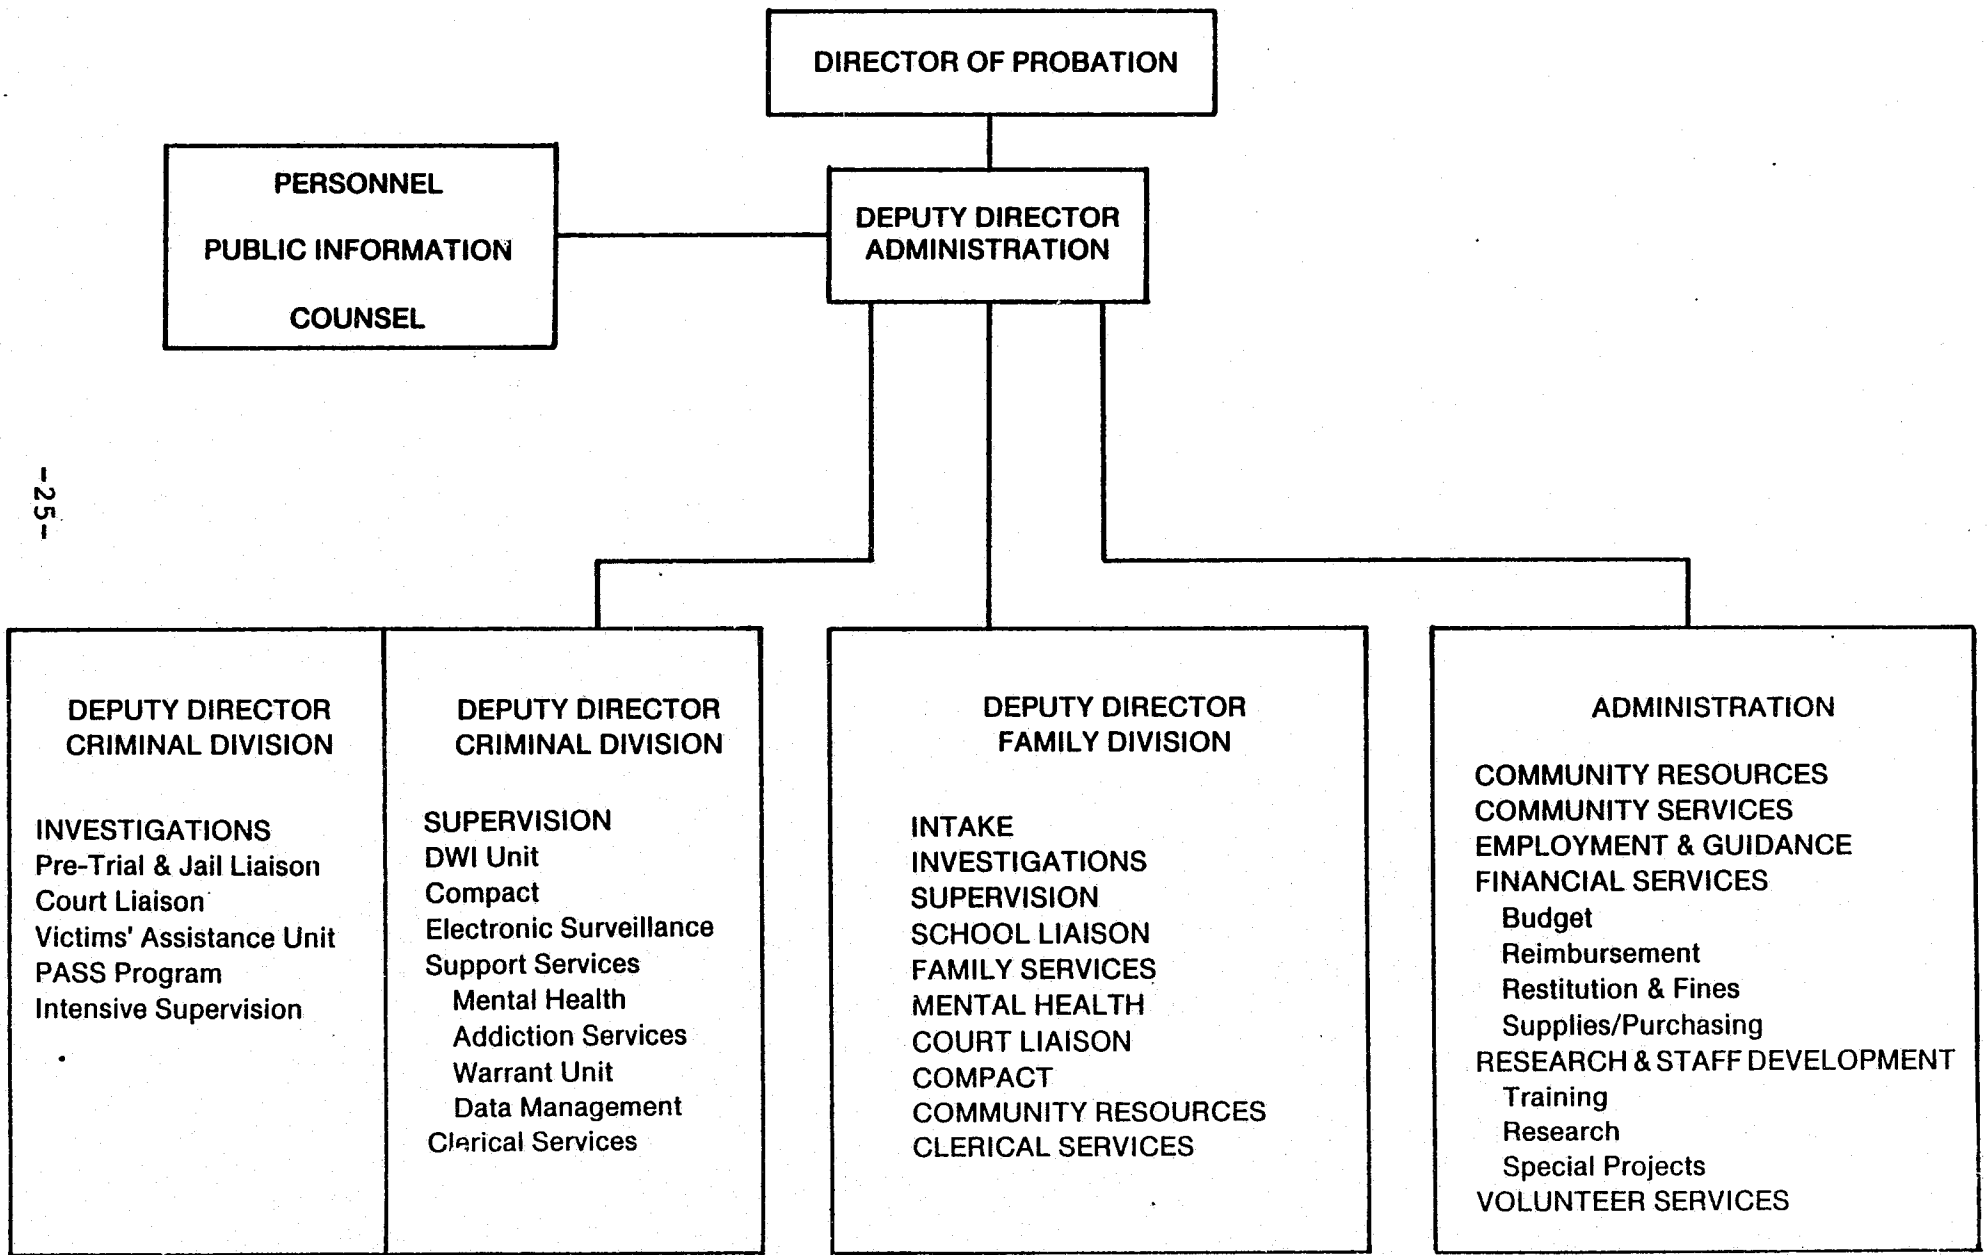 DIRECTOR OF PROBATION
PERSONNEL
PUBLIC INFORMATION
COUNSEL
DEPUTY DIRECTOR
ADMINISTRATION
-25-
DEPUTY DIRECTOR
CRIMINAL DIVISION
INVESTIGATIONS
Pre-Trial & Jail Liaison
Court Liaison
Victims' Assistance Unit
PASS Program
Intensive Supervision
DEPUTY DIRECTOR
CRIMINAL DIVISION
SUPERVISION
DWI Unit
Compact
Electronic Surveillance
Support Services
Mental Health
Addiction Services
Warrant Unit
Data Management
Clerical Services
DEPUTY DIRECTOR
FAMILY DIVISION
INTAKE
INVESTIGATIONS
SUPERVISION
SCHOOL LIAISON
FAMILY SERVICES
MENTAL HEALTH
COURT LIAISON
COMPACT
COMMUNITY RESOURCES
CLERICAL SERVICES
ADMINISTRATION
COMMUNITY RESOURCES
COMMUNITY SERVICES
EMPLOYMENT & GUIDANCE
FINANCIAL SERVICES
Budget
Reimbursement
Restitution & Fines
Supplies/Purchasing
RESEARCH & STAFF DEVELOPMENT
Training
Research
Special Projects
VOLUNTEER SERVICES